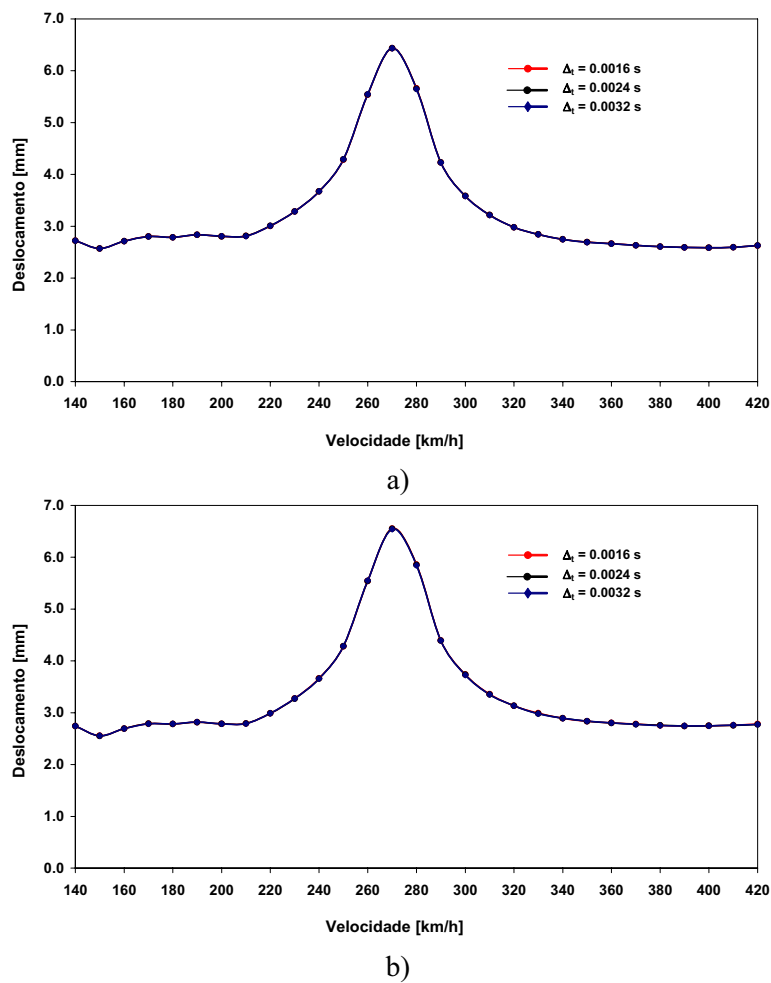 7.0
6.0
5.0
4.0
3.0
2.0
1.0
0.0
Deslocamento [mm]
Δt = 0.0016 s
Δt = 0.0024 s
Δt = 0.0032 s
140 160 180 200 220 240 260 280 300 320 340 360 380 400 420
Velocidade [km/h]
a)
7.0
6.0
5.0
4.0
3.0
2.0
1.0
0.0
Deslocamento [mm]
Δt = 0.0016 s
Δt = 0.0024 s
Δt = 0.0032 s
140 160 180 200 220 240 260 280 300 320 340 360 380 400 420
Velocidade [km/h]
b)